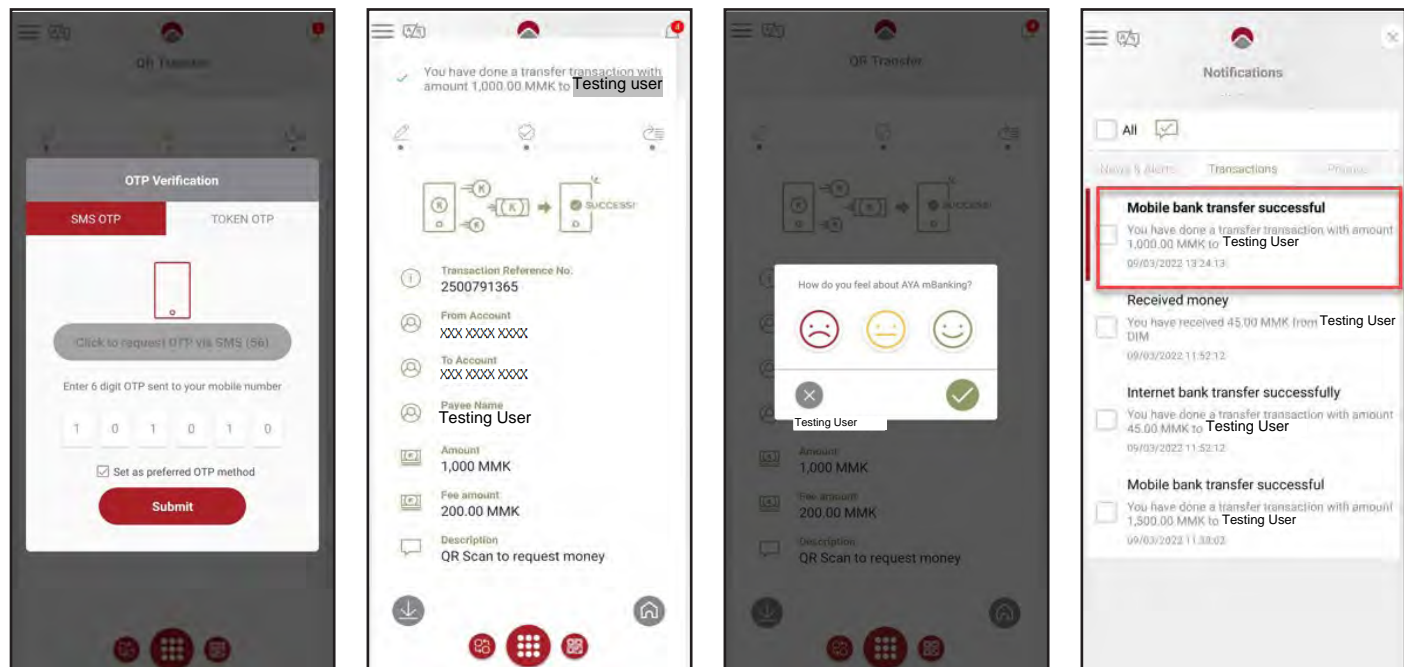 QR Transfer
OTP Verification
SMS OTP
TOKEN OTP
Click to request OTP via SMS (56)
Enter 6 digit OTP sent to your mobile number
1 0 1 0 1 0
Set as preferred OTP method
Submit
4
You have done a transfer transaction with
amount 1,000.00 MMK to Testing user
SUCCESS!
Transaction Reference No.
2500791365
From Account
XXX XXXX XXXX
To Account
XXX XXXX XXXX
Payee Name
Testing User
Amount
1,000 MMK
Fee amount
200.00 MMK
Description
QR Scan to request money
4
QR Transfer
SUCCESS!
How do you feel about AYA mBanking?
Testing User
Amount
1,000 MMK
Fee amount
200.00 MMK
Description
QR Scan to request money
Notifications
All
News & Alerts
Transactions
Mobile bank transfer successful
You have done a transfer transaction with amount
1,000.00 MMK to Testing User
09/03/2022 13:24:13
Received money
You have received 45.00 MMK from Testing User
DIM
09/03/2022 11:52:12
Internet bank transfer successfully
You have done a transfer transaction with amount
45.00 MMK to Testing User
09/03/2022 11:52:12
Mobile bank transfer successful
You have done a transfer transaction with amount
1,500.00 MMK to Testing User
09/03/2022 11:38:02